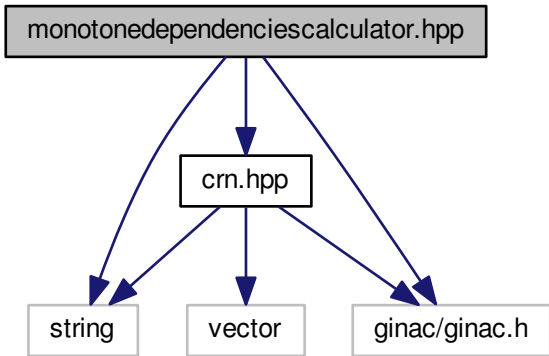 monotonedependenciescalculator.hpp
crn.hpp
string
vector
ginac/ginac.h